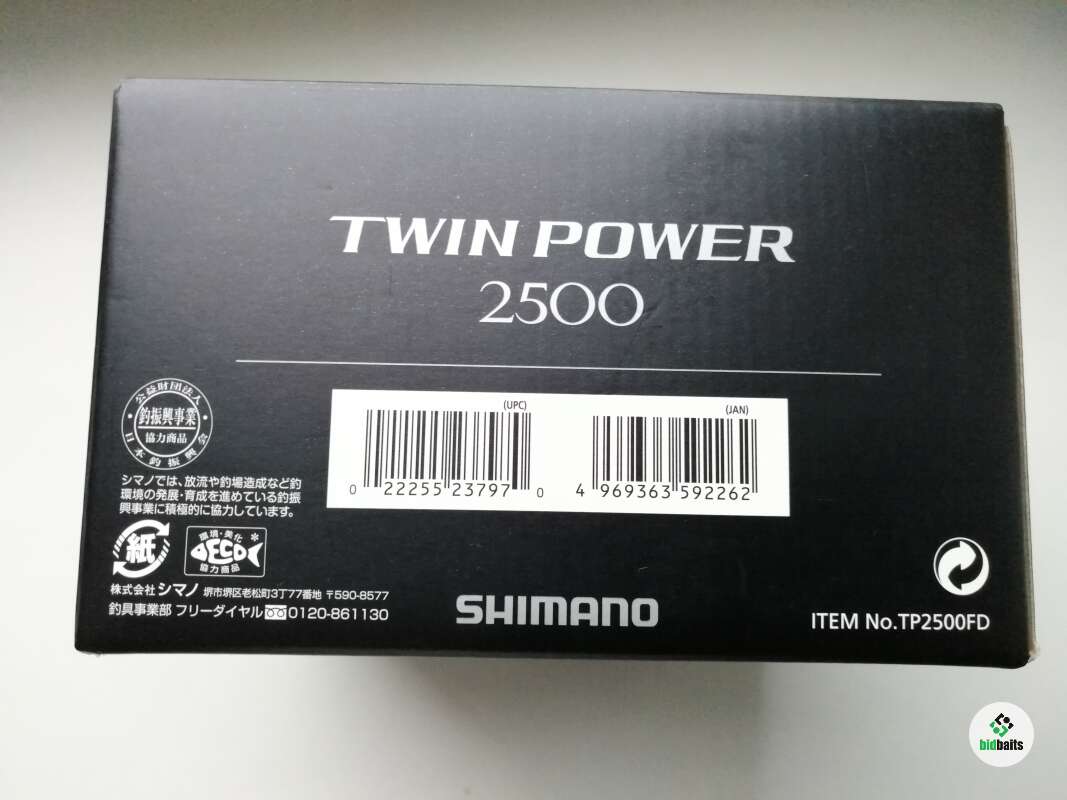 TWIN POWER
2500
公益財団法人
釣振興事業
協力商品
日本釣振興会
(UPC)
0 22255 23797 0
(JAN)
4 969363 592262
シマノでは、放流や釣場造成など釣
環境の発展・育成を進めている釣振
興事業に積極的に協力しています。
紙
環境・美化
ECO
協力商品
株式会社 シマノ 堺市堺区老松町3丁77番地 〒590-8577
釣具事業部 フリーダイヤル 0120-861130
SHIMANO
ITEM No.TP2500FD
bidbaits